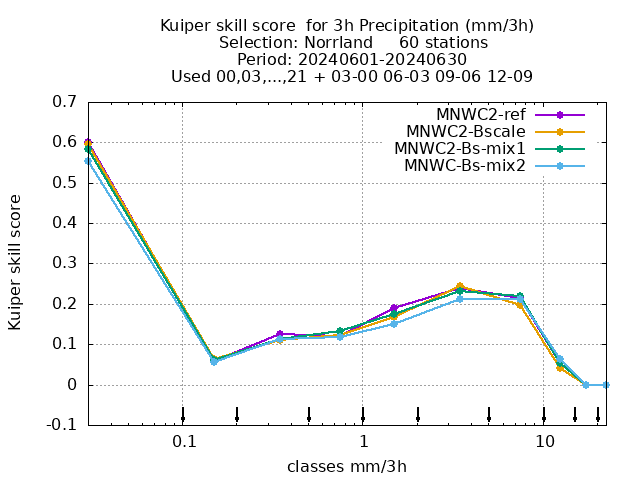 Kuiper skill score  for 3h Precipitation (mm/3h)
Selection: Norrland     60 stations
Period: 20240601-20240630
Used 00,03,...,21 + 03-00 06-03 09-06 12-09
MNWC2-ref
MNWC2-Bscale
MNWC2-Bs-mix1
MNWC-Bs-mix2
0.7
0.6
0.5
0.4
0.3
0.2
0.1
0
-0.1
Kuiper skill score
0.1 1 10
classes mm/3h